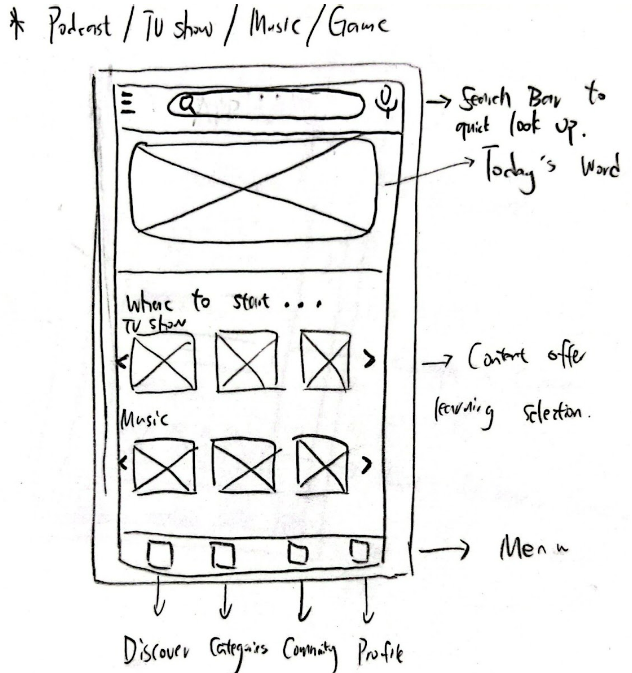 * Podcast / TV show / Music / Game
→ Search Bar to
quick look up.
→ Today's Word
Where to start ...
TV show
→ Content offer
learning selection.
Music
→ Menu
Discover Categories Community Profile